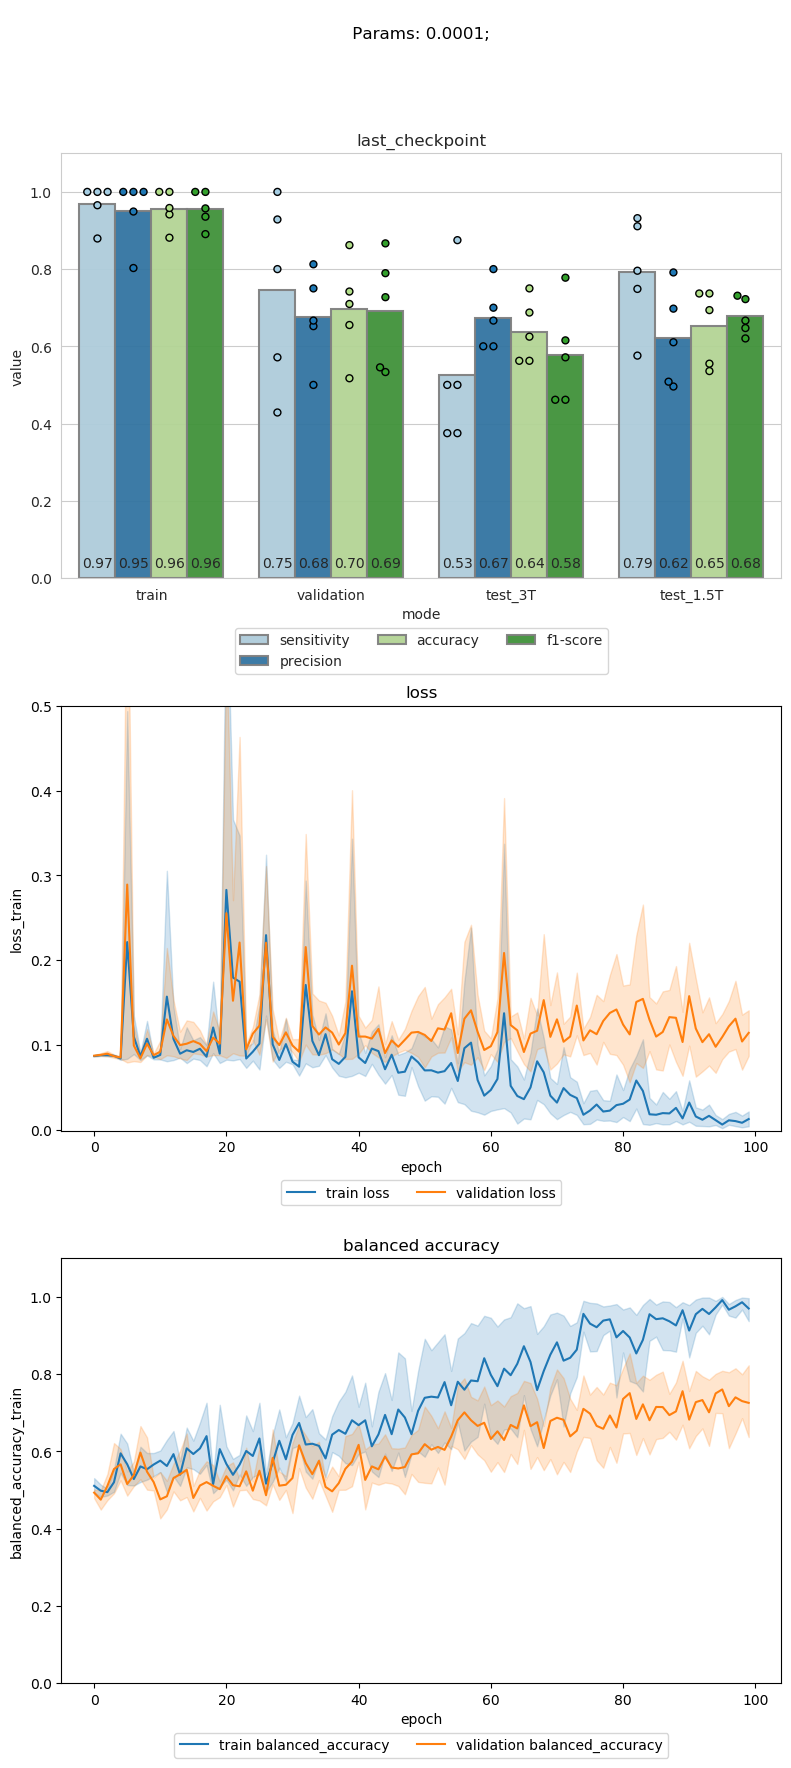 Params: 0.0001;
last_checkpoint
value
1.0
0.8
0.6
0.4
0.2
0.0
0.97 0.95 0.96 0.96 0.75 0.68 0.70 0.69 0.53 0.67 0.64 0.58 0.79 0.62 0.65 0.68
train validation test_3T test_1.5T
mode
sensitivity accuracy f1-score
precision
loss
loss_train
0.5
0.4
0.3
0.2
0.1
0.0
0 20 40 60 80 100
epoch
train loss validation loss
balanced accuracy
balanced_accuracy_train
1.0
0.8
0.6
0.4
0.2
0.0
0 20 40 60 80 100
epoch
train balanced_accuracy validation balanced_accuracy